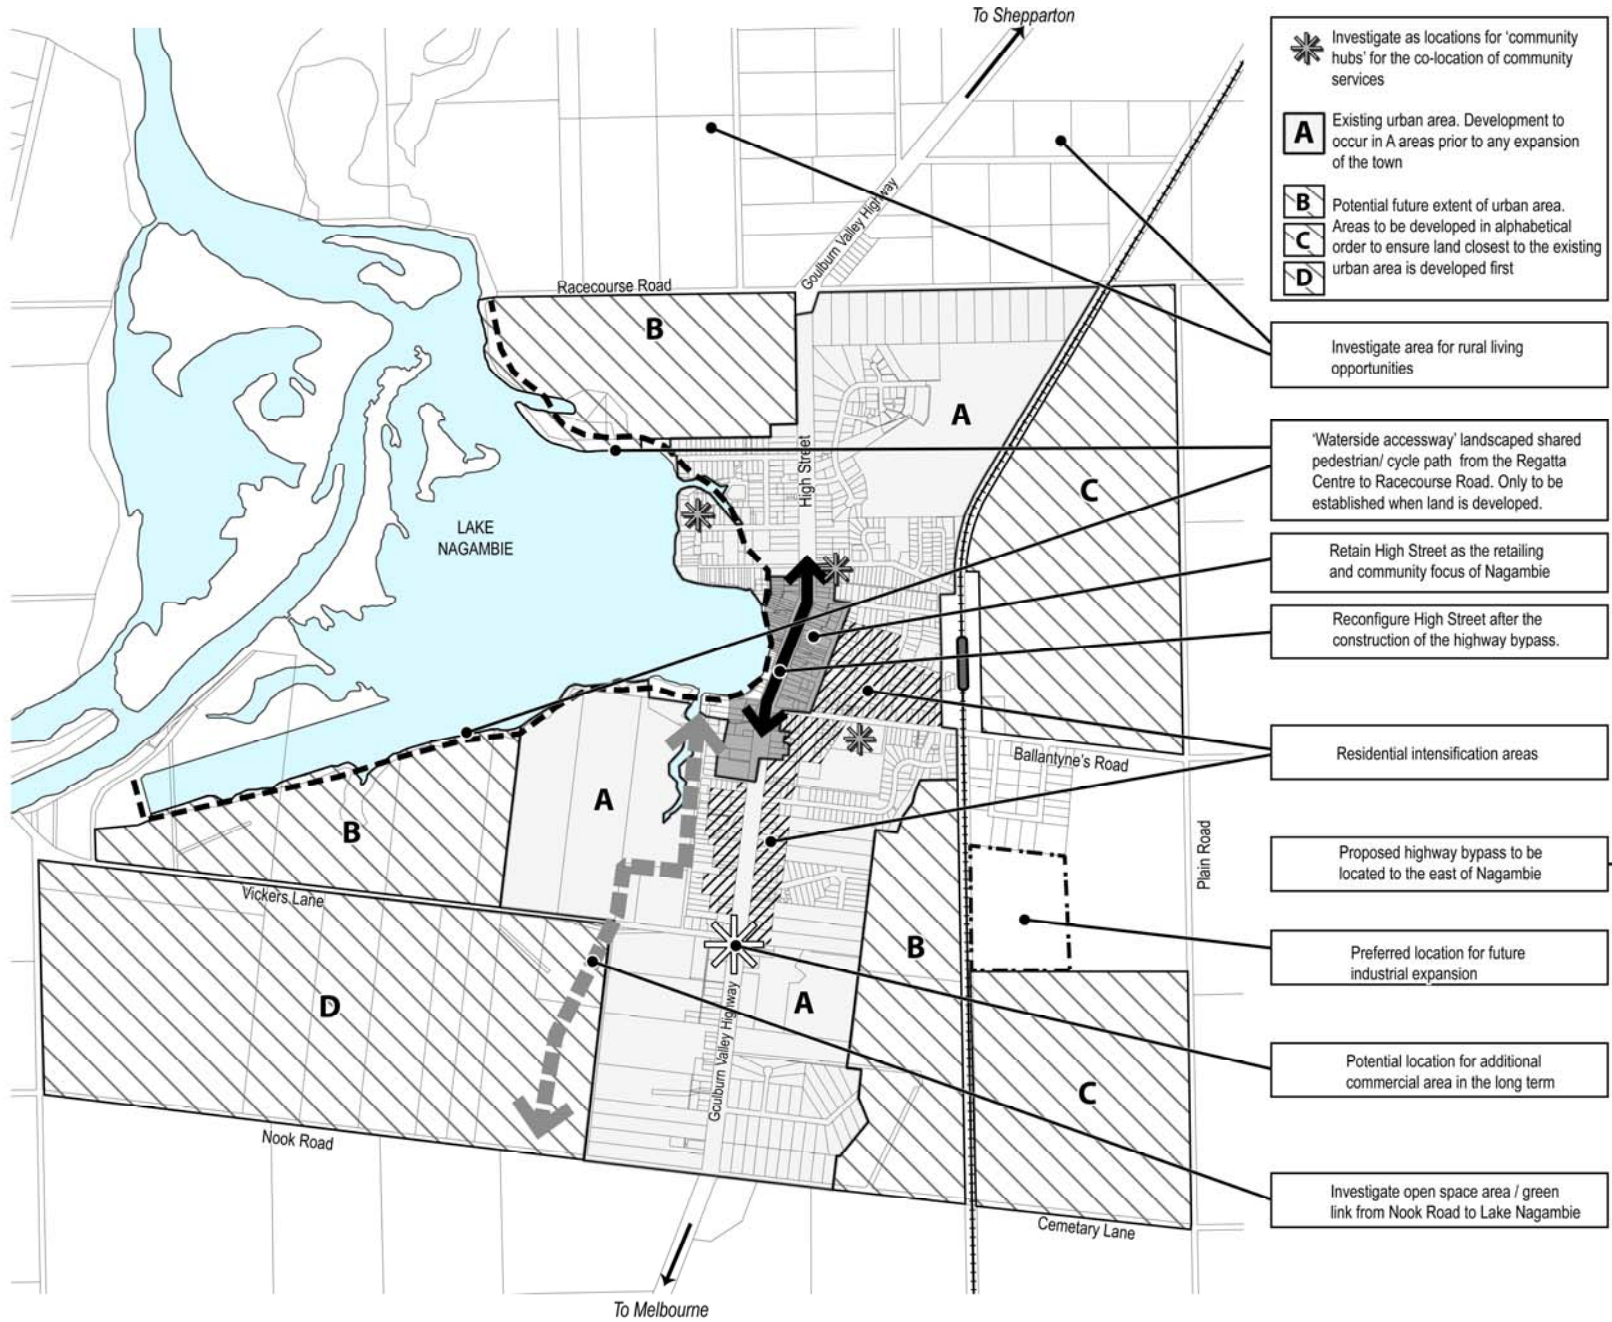 To Shepparton
Investigate as locations for 'community
hubs' for the co-location of community
services
A
Existing urban area. Development to
occur in A areas prior to any expansion
of the town
B
C
D
Potential future extent of urban area.
Areas to be developed in alphabetical
order to ensure land closest to the existing
urban area is developed first
Investigate area for rural living
opportunities
'Waterside accessway' landscaped shared
pedestrian/ cycle path from the Regatta
Centre to Racecourse Road. Only to be
established when land is developed.
Retain High Street as the retailing
and community focus of Nagambie
Reconfigure High Street after the
construction of the highway bypass.
Residential intensification areas
Proposed highway bypass to be
located to the east of Nagambie
Preferred location for future
industrial expansion
Potential location for additional
commercial area in the long term
Investigate open space area / green
link from Nook Road to Lake Nagambie
Goulburn Valley Highway
Racecourse Road
B
A
High Street
C
LAKE
NAGAMBIE
Ballantyne's Road
A
B
Plain Road
Vickers Lane
B
D
A
Goulburn Valley Highway
C
Nook Road
Cemetary Lane
To Melbourne